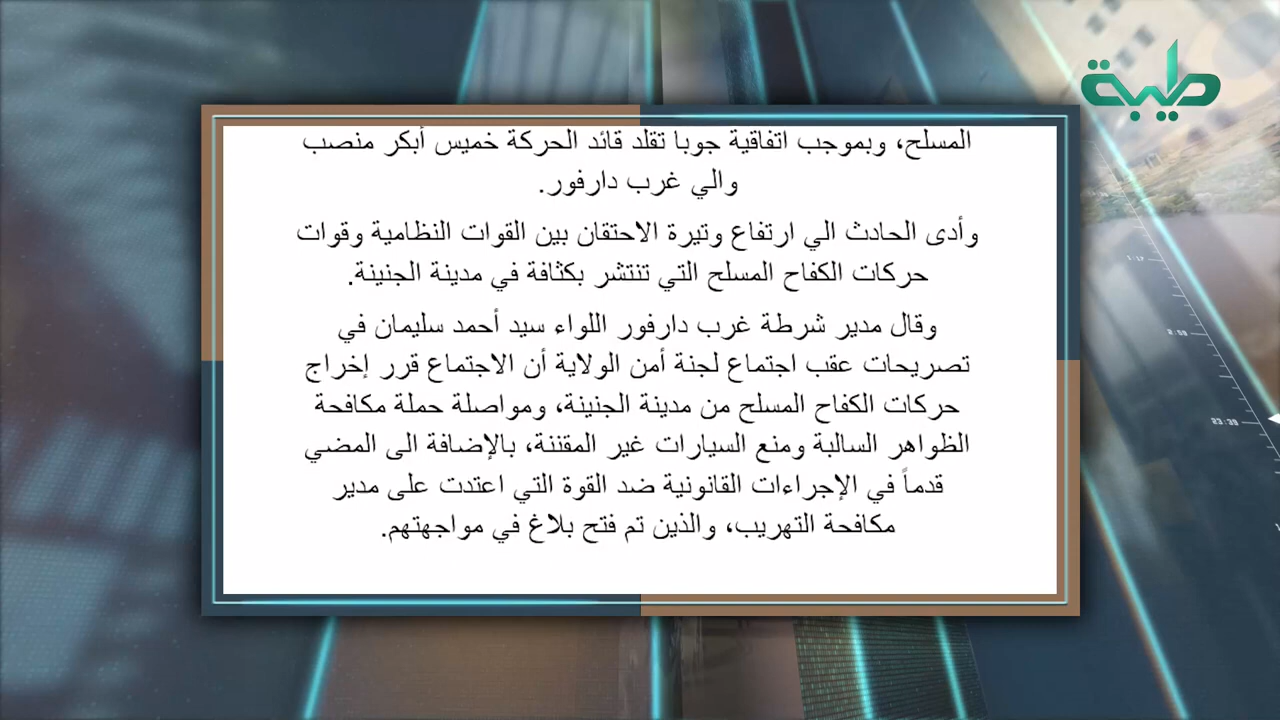 طيبة
المسلح، وبموجب اتفاقية جوبا تقلد قائد الحركة خميس أبكر منصب
والي غرب دارفور.
وأدى الحادث الي ارتفاع وتيرة الاحتقان بين القوات النظامية وقوات
حركات الكفاح المسلح التي تنتشر بكثافة في مدينة الجنينة.
وقال مدير شرطة غرب دارفور اللواء سيد أحمد سليمان في
تصريحات عقب اجتماع لجنة أمن الولاية أن الاجتماع قرر إخراج
حركات الكفاح المسلح من مدينة الجنينة، ومواصلة حملة مكافحة
الظواهر السالبة ومنع السيارات غير المقننة، بالإضافة الى المضي
قدماً في الإجراءات القانونية ضد القوة التي اعتدت على مدير
مكافحة التهريب، والذين تم فتح بلاغ في مواجهتهم.